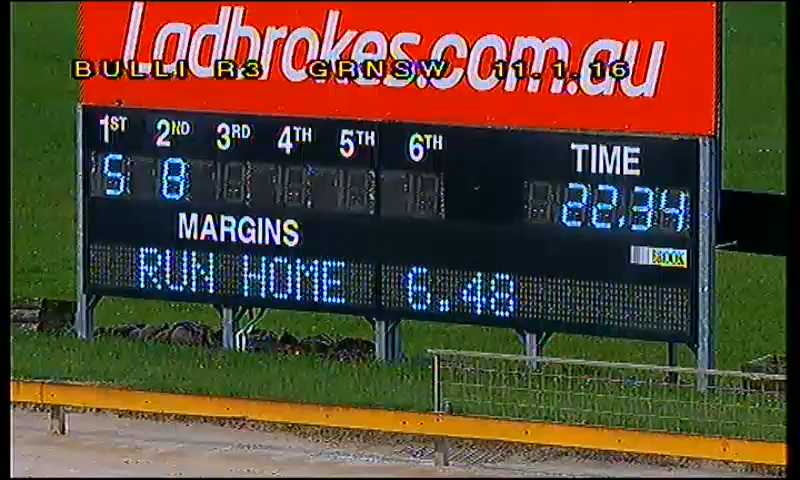 Ladbrokes.com.au
BULLI R3 GRNSW 11.1.16
1ST 2ND 3RD 4TH 5TH 6TH
TIME
5 8 22.34
MARGINS
BROOK
RUN HOME 6.48